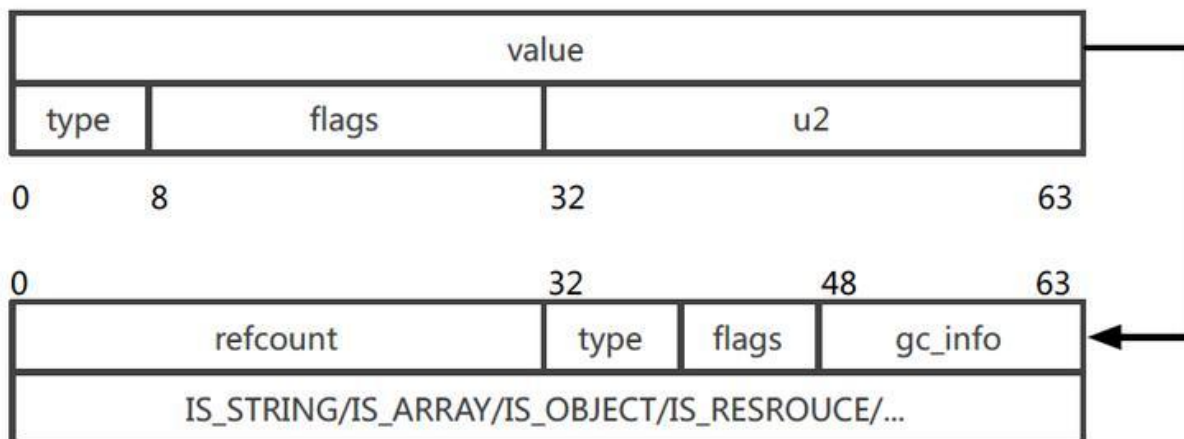 value
type flags u2
0 8 32 63
0 32 48 63
refcount type flags gc_info
IS_STRING/IS_ARRAY/IS_OBJECT/IS_RESROUCE/...